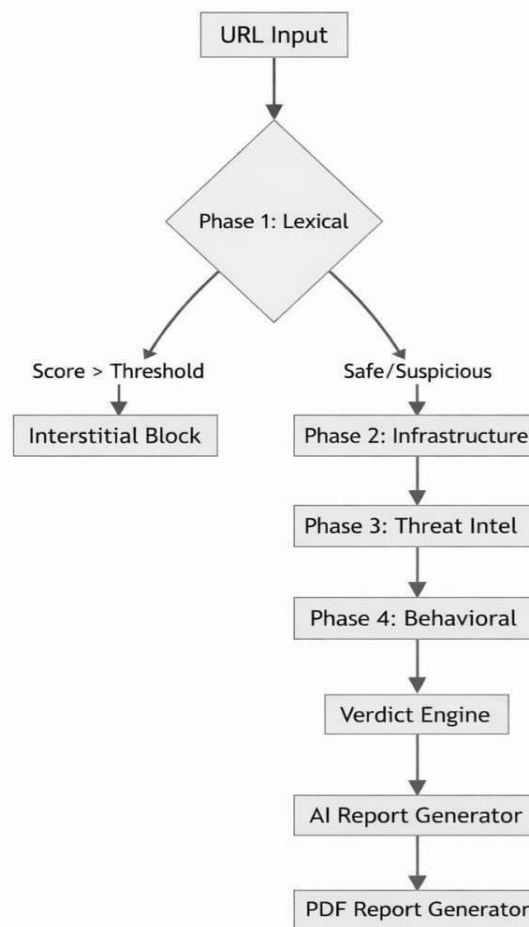 URL Input
Phase 1: Lexical
Score > Threshold
Safe/Suspicious
Interstitial Block
Phase 2: Infrastructure
Phase 3: Threat Intel
Phase 4: Behavioral
Verdict Engine
AI Report Generator
PDF Report Generator